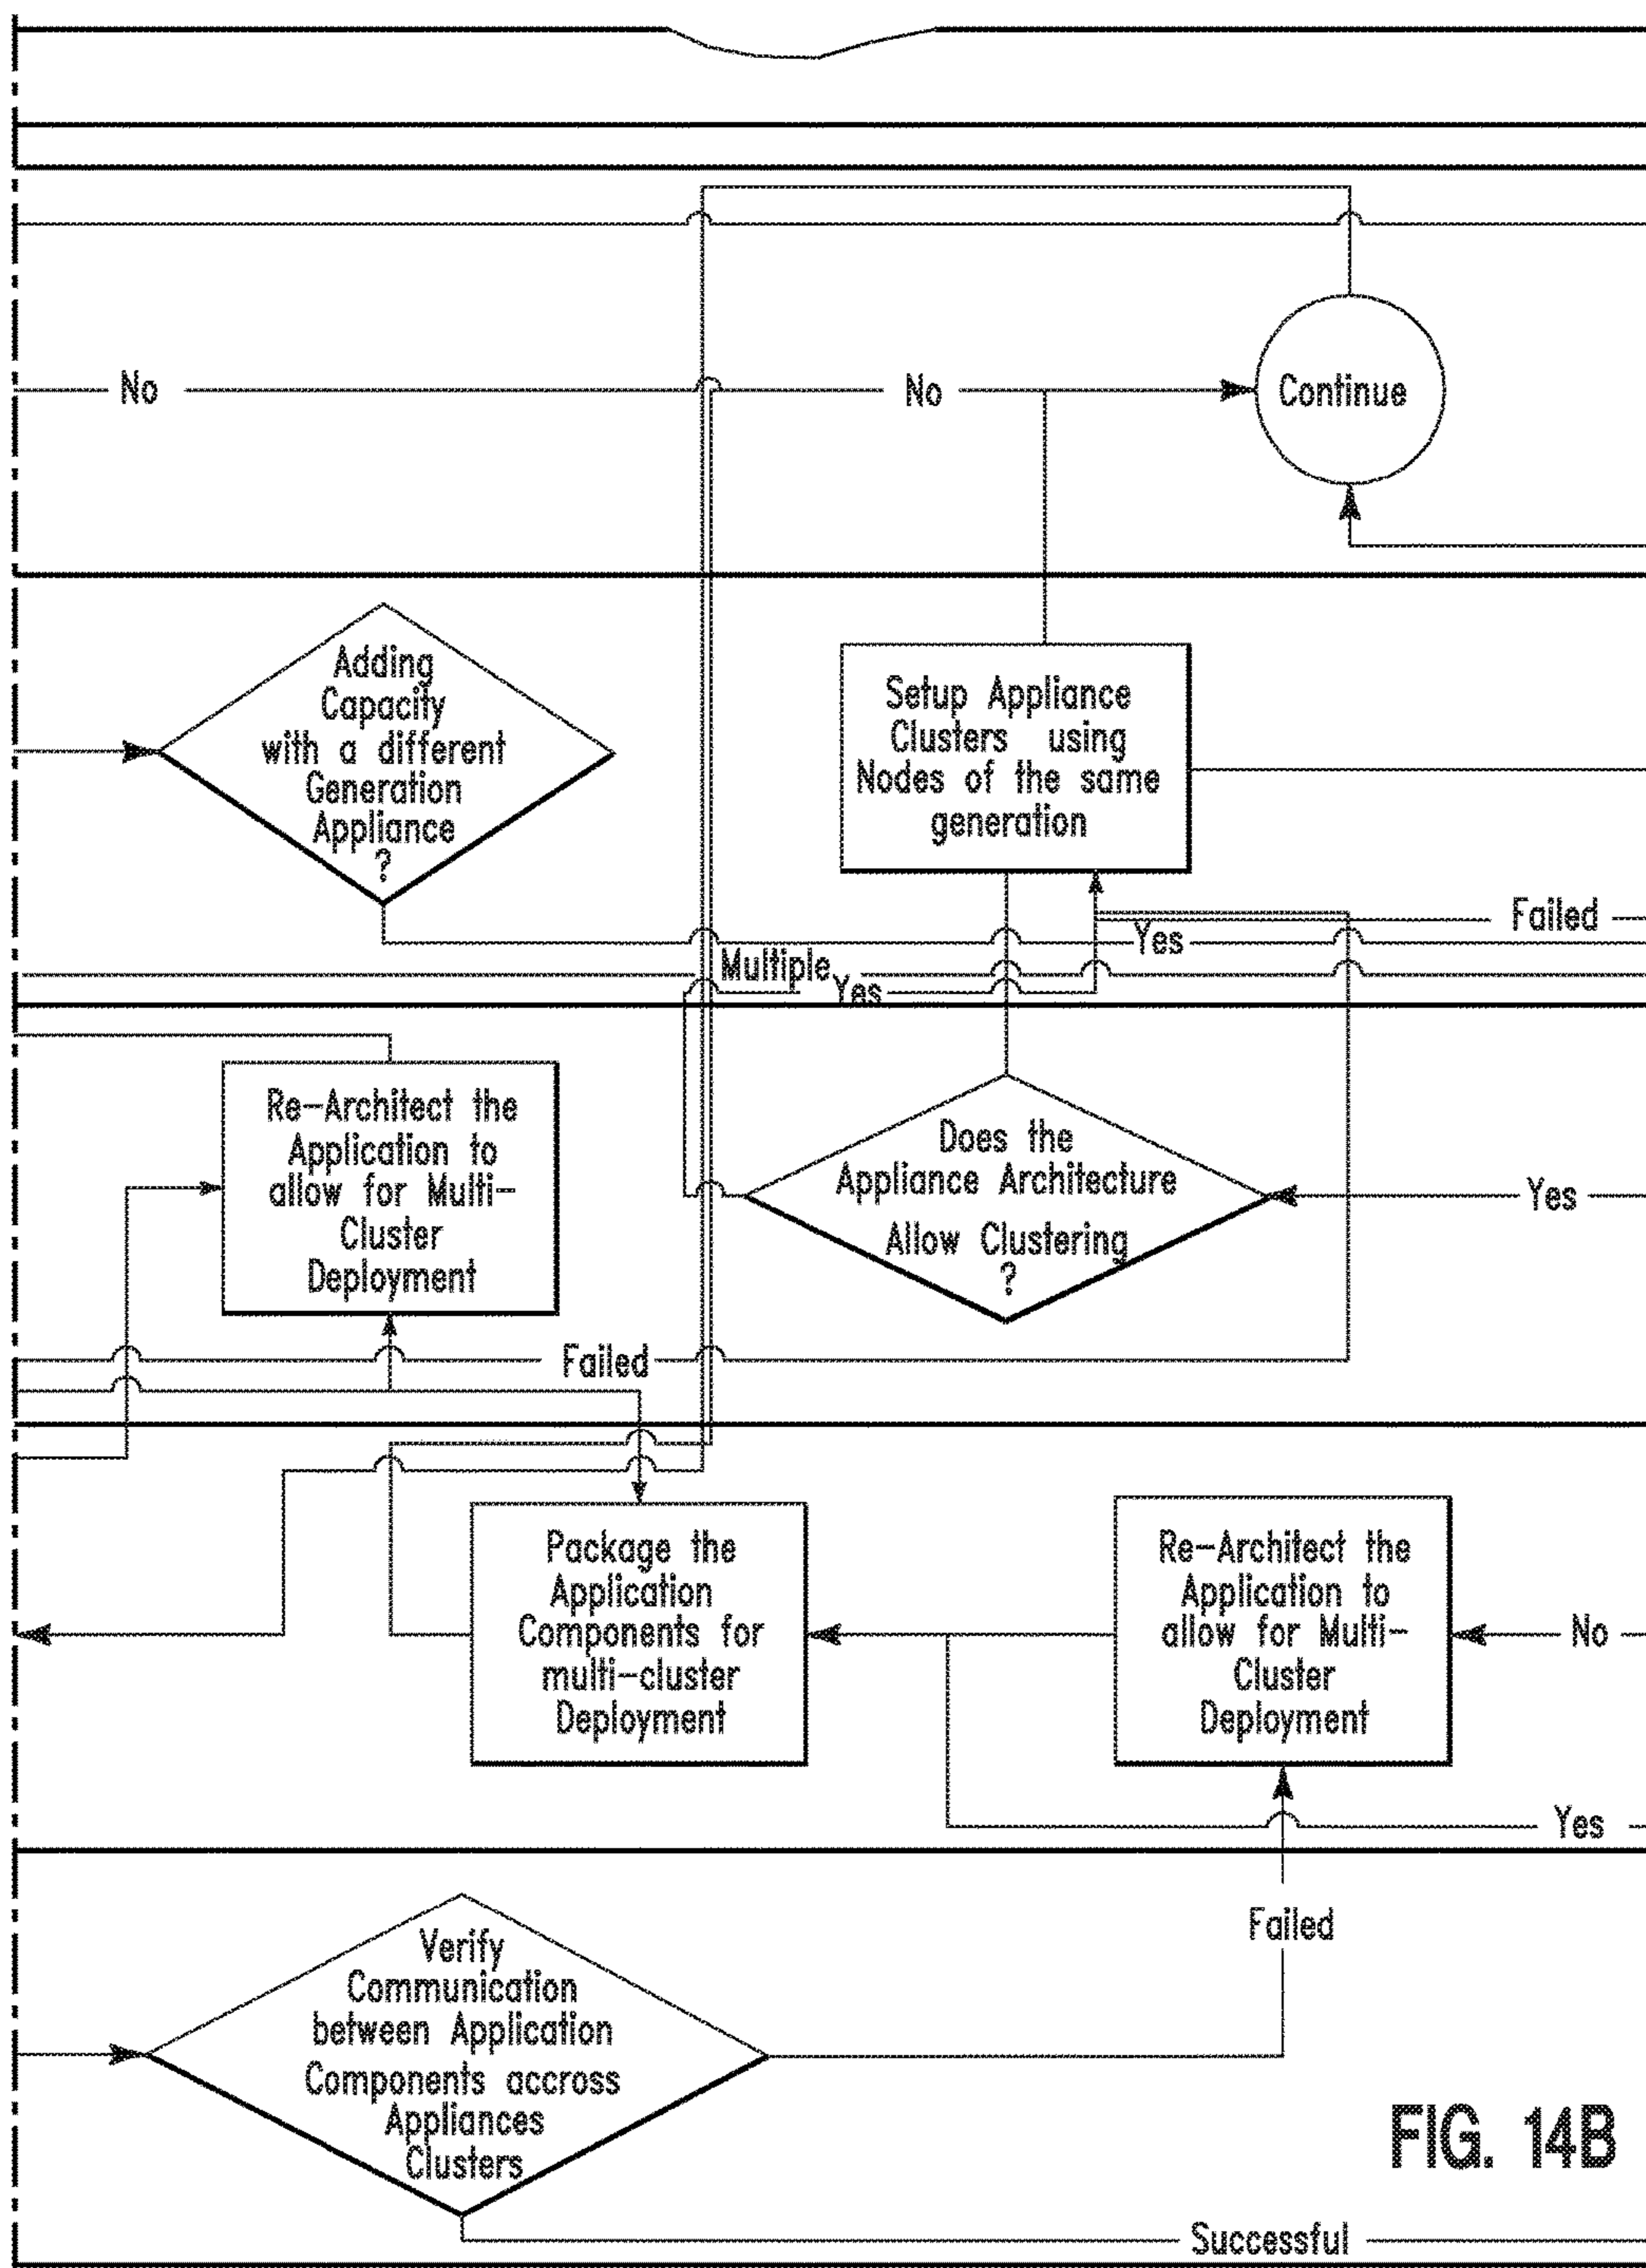 No
No
Continue
Adding
Capacity
with a different
Generation
Appliance
?
Setup Appliance
Clusters using
Nodes of the same
generation
Failed
Yes
Multiple
Yes
Re-Architect the
Application to
allow for Multi-
Cluster
Deployment
Does the
Appliance Architecture
Allow Clustering
?
Yes
Failed
Package the
Application
Components for
multi-cluster
Deployment
Re-Architect the
Application to
allow for Multi-
Cluster
Deployment
No
Yes
Failed
Verify
Communication
between Application
Components accross
Appliances
Clusters
Successful
FIG. 14B